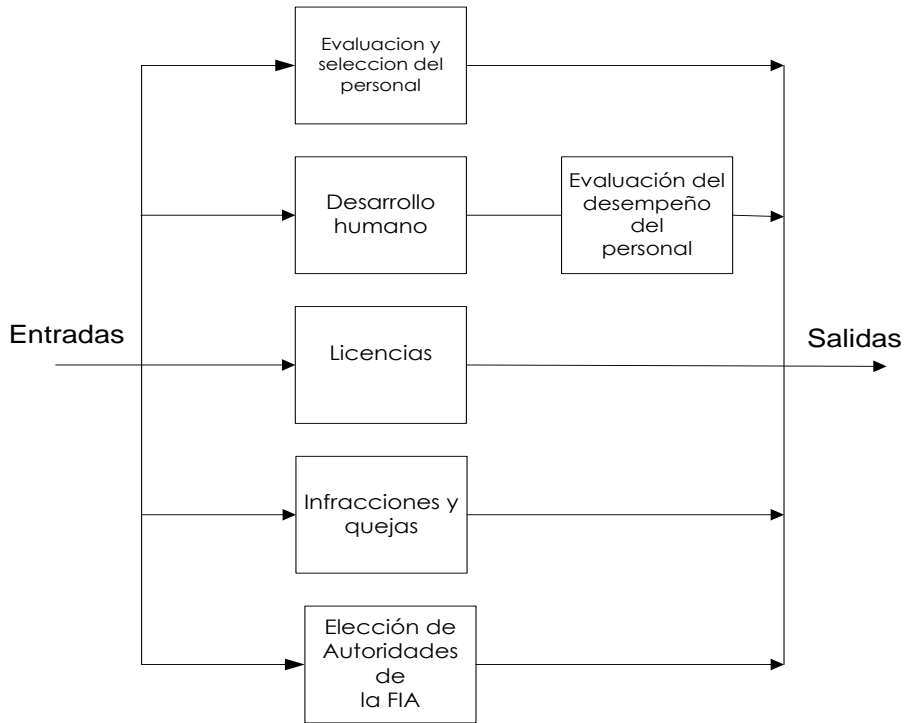 Evaluacion y
seleccion del
personal
Desarrollo
humano
Evaluación del
desempeño
del
personal
Entradas
Licencias
Salidas
Infracciones y
quejas
Elección de
Autoridades
de
la FIA